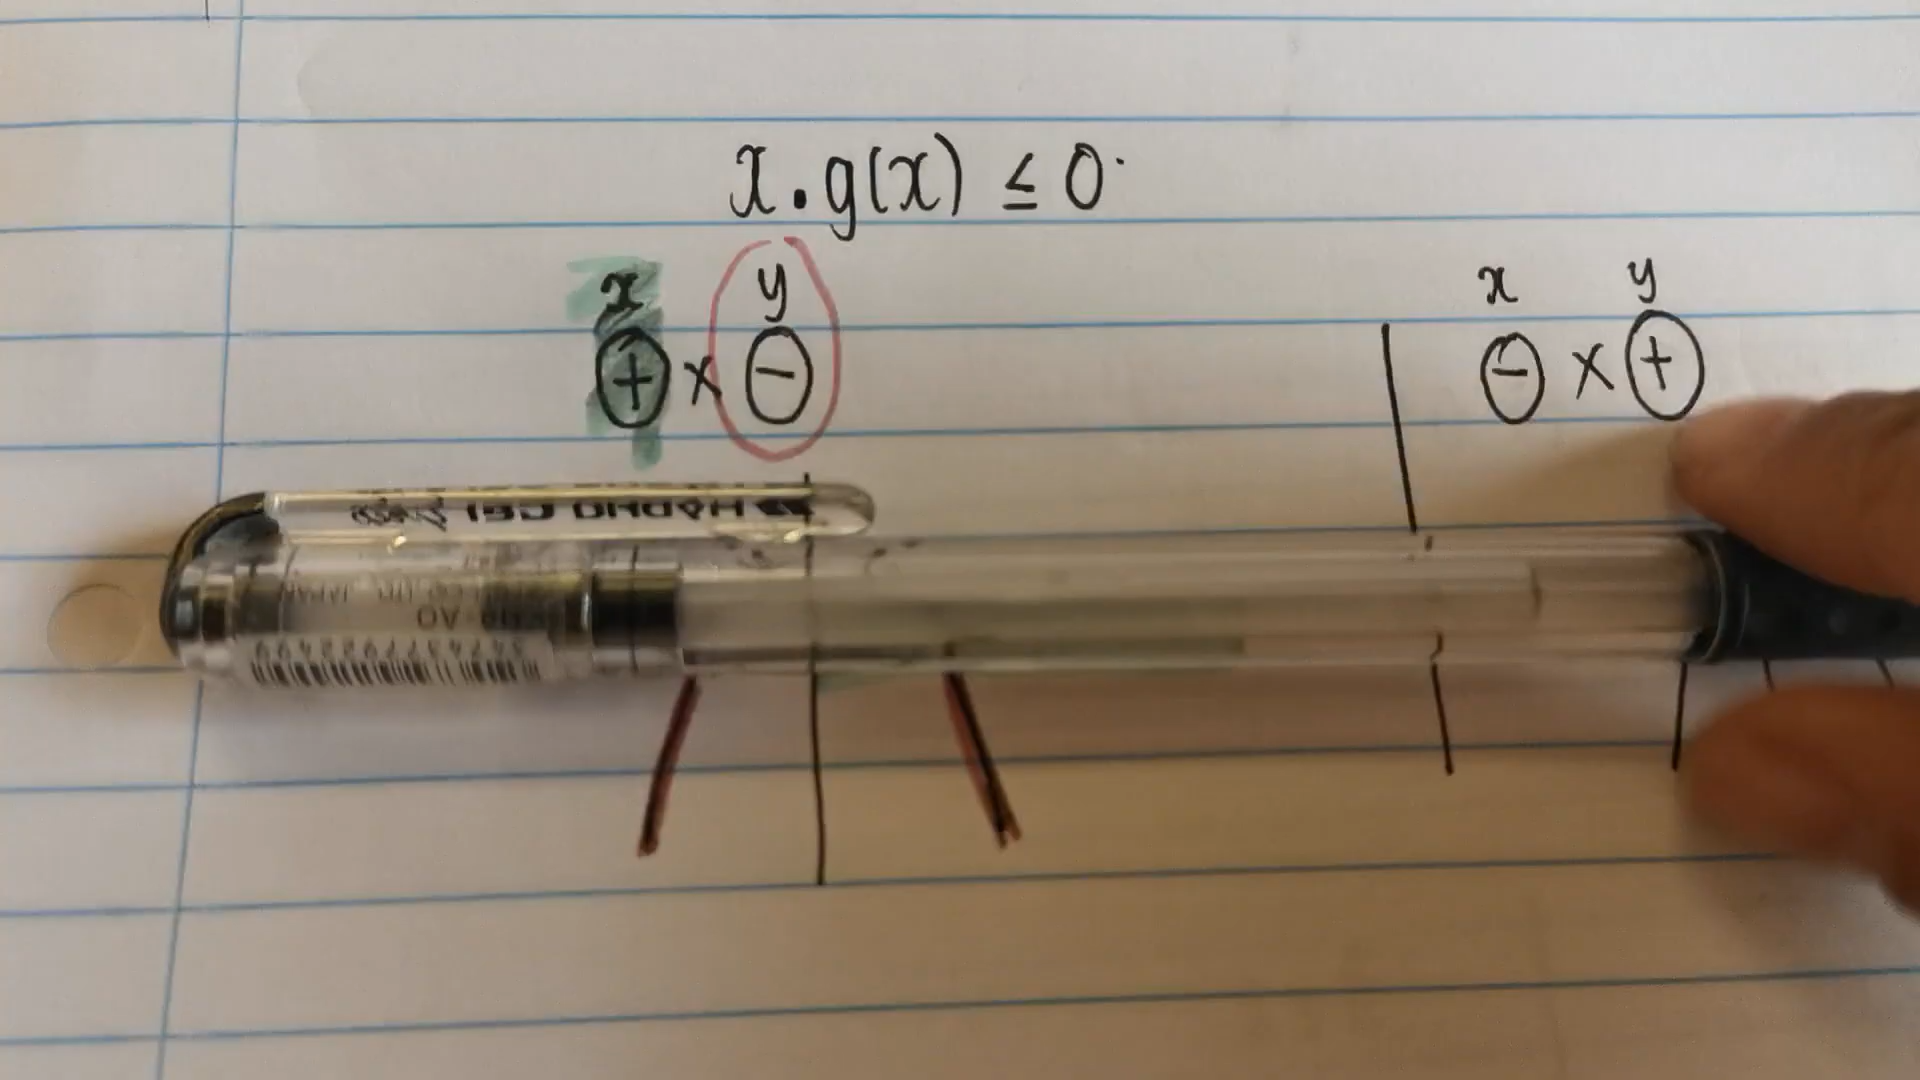 x . g(x) ≤ 0
x y
+ x −
x y
− x +